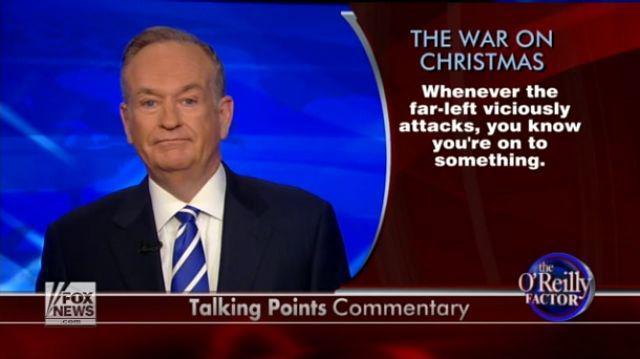 THE WAR ON
CHRISTMAS
Whenever the
far-left viciously
attacks, you know
you're on to
something.
the
O'Reilly
FACTOR
FOX
NEWS
.com
Talking Points Commentary